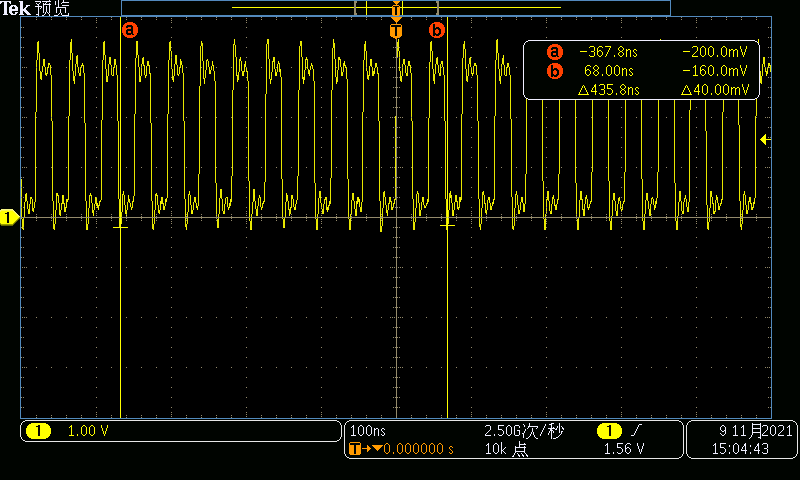 Tek 预览
T
a b
T
a −367.8ns −200.0mV
b 68.00ns −160.0mV
△435.8ns △40.00mV
1
1 1.00 V
100ns 2.50G次/秒 1 9 11月2021
T→▼0.000000 s 10k 点 1.56 V 15:04:43